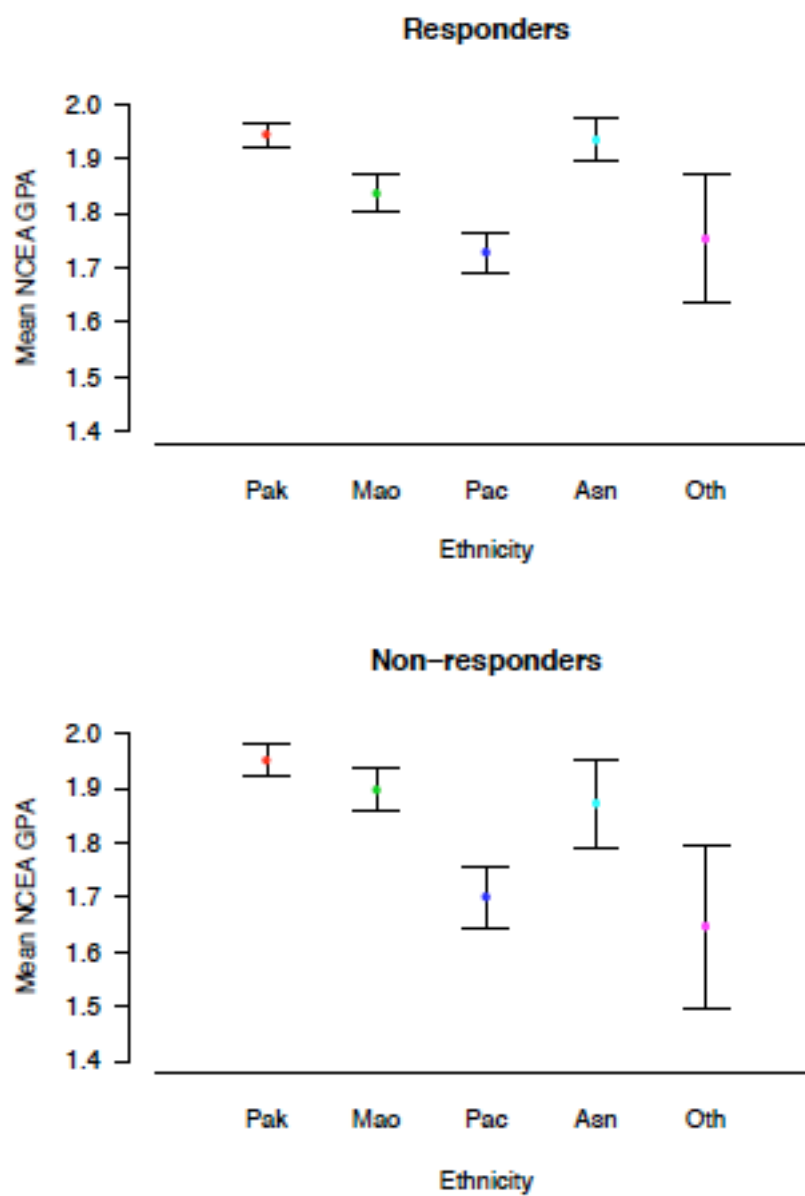 Responders
Mean NCEA GPA
2.0
1.9
1.8
1.7
1.6
1.5
1.4
Pak Mao Pac Asn Oth
Ethnicity
Non-responders
Mean NCEA GPA
2.0
1.9
1.8
1.7
1.6
1.5
1.4
Pak Mao Pac Asn Oth
Ethnicity